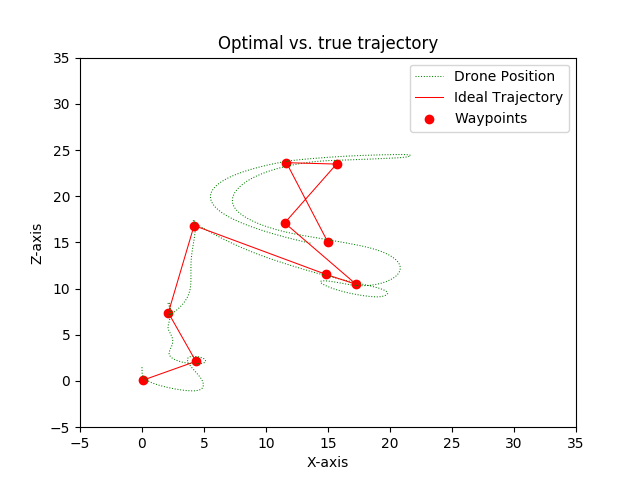 Optimal vs. true trajectory
Drone Position
Ideal Trajectory
Waypoints
35
30
25
20
15
10
5
0
−5
Z-axis
−5 0 5 10 15 20 25 30 35
X-axis